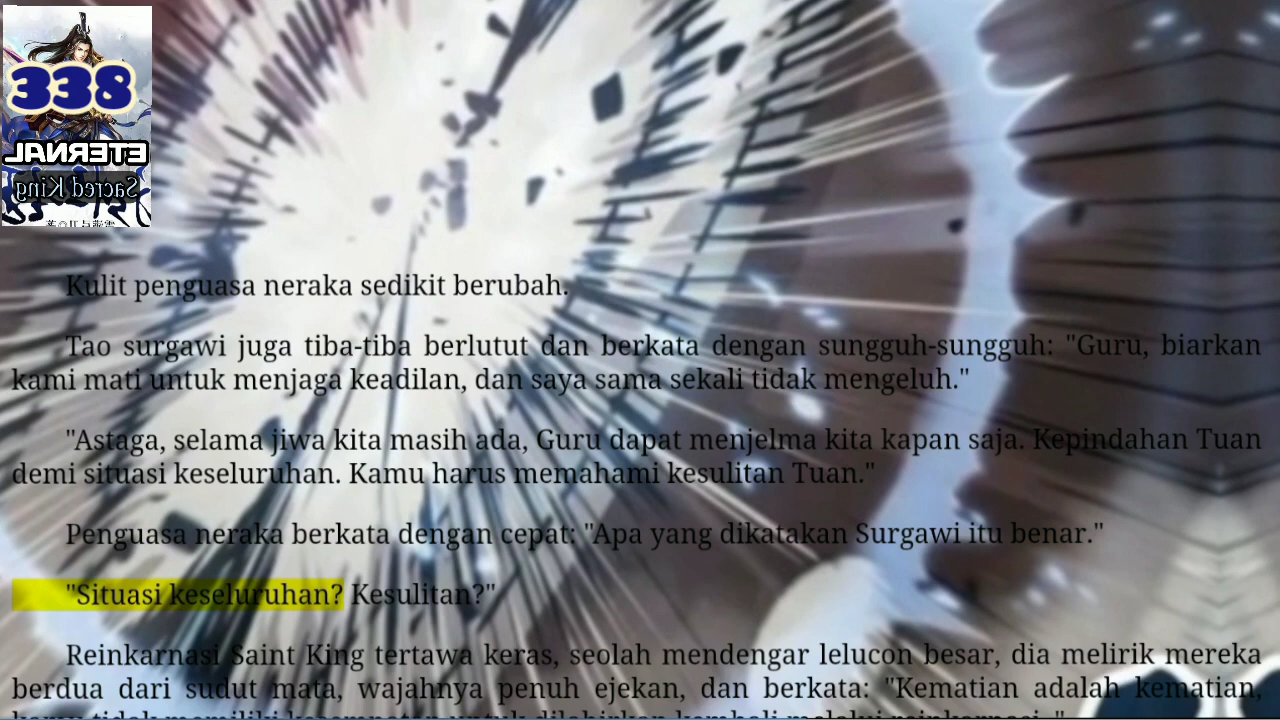 338
ETERNAL
Sacred King
Kulit penguasa neraka sedikit berubah.
Tao surgawi juga tiba-tiba berlutut dan berkata dengan sungguh-sungguh: "Guru, biarkan
kami mati untuk menjaga keadilan, dan saya sama sekali tidak mengeluh."
"Astaga, selama jiwa kita masih ada, Guru dapat menjelma kita kapan saja. Kepindahan Tuan
demi situasi keseluruhan. Kamu harus memahami kesulitan Tuan."
Penguasa neraka berkata dengan cepat: "Apa yang dikatakan Surgawi itu benar."
"Situasi keseluruhan? Kesulitan?"
Reinkarnasi Saint King tertawa keras, seolah mendengar lelucon besar, dia melirik mereka
berdua dari sudut mata, wajahnya penuh ejekan, dan berkata: "Kematian adalah kematian,